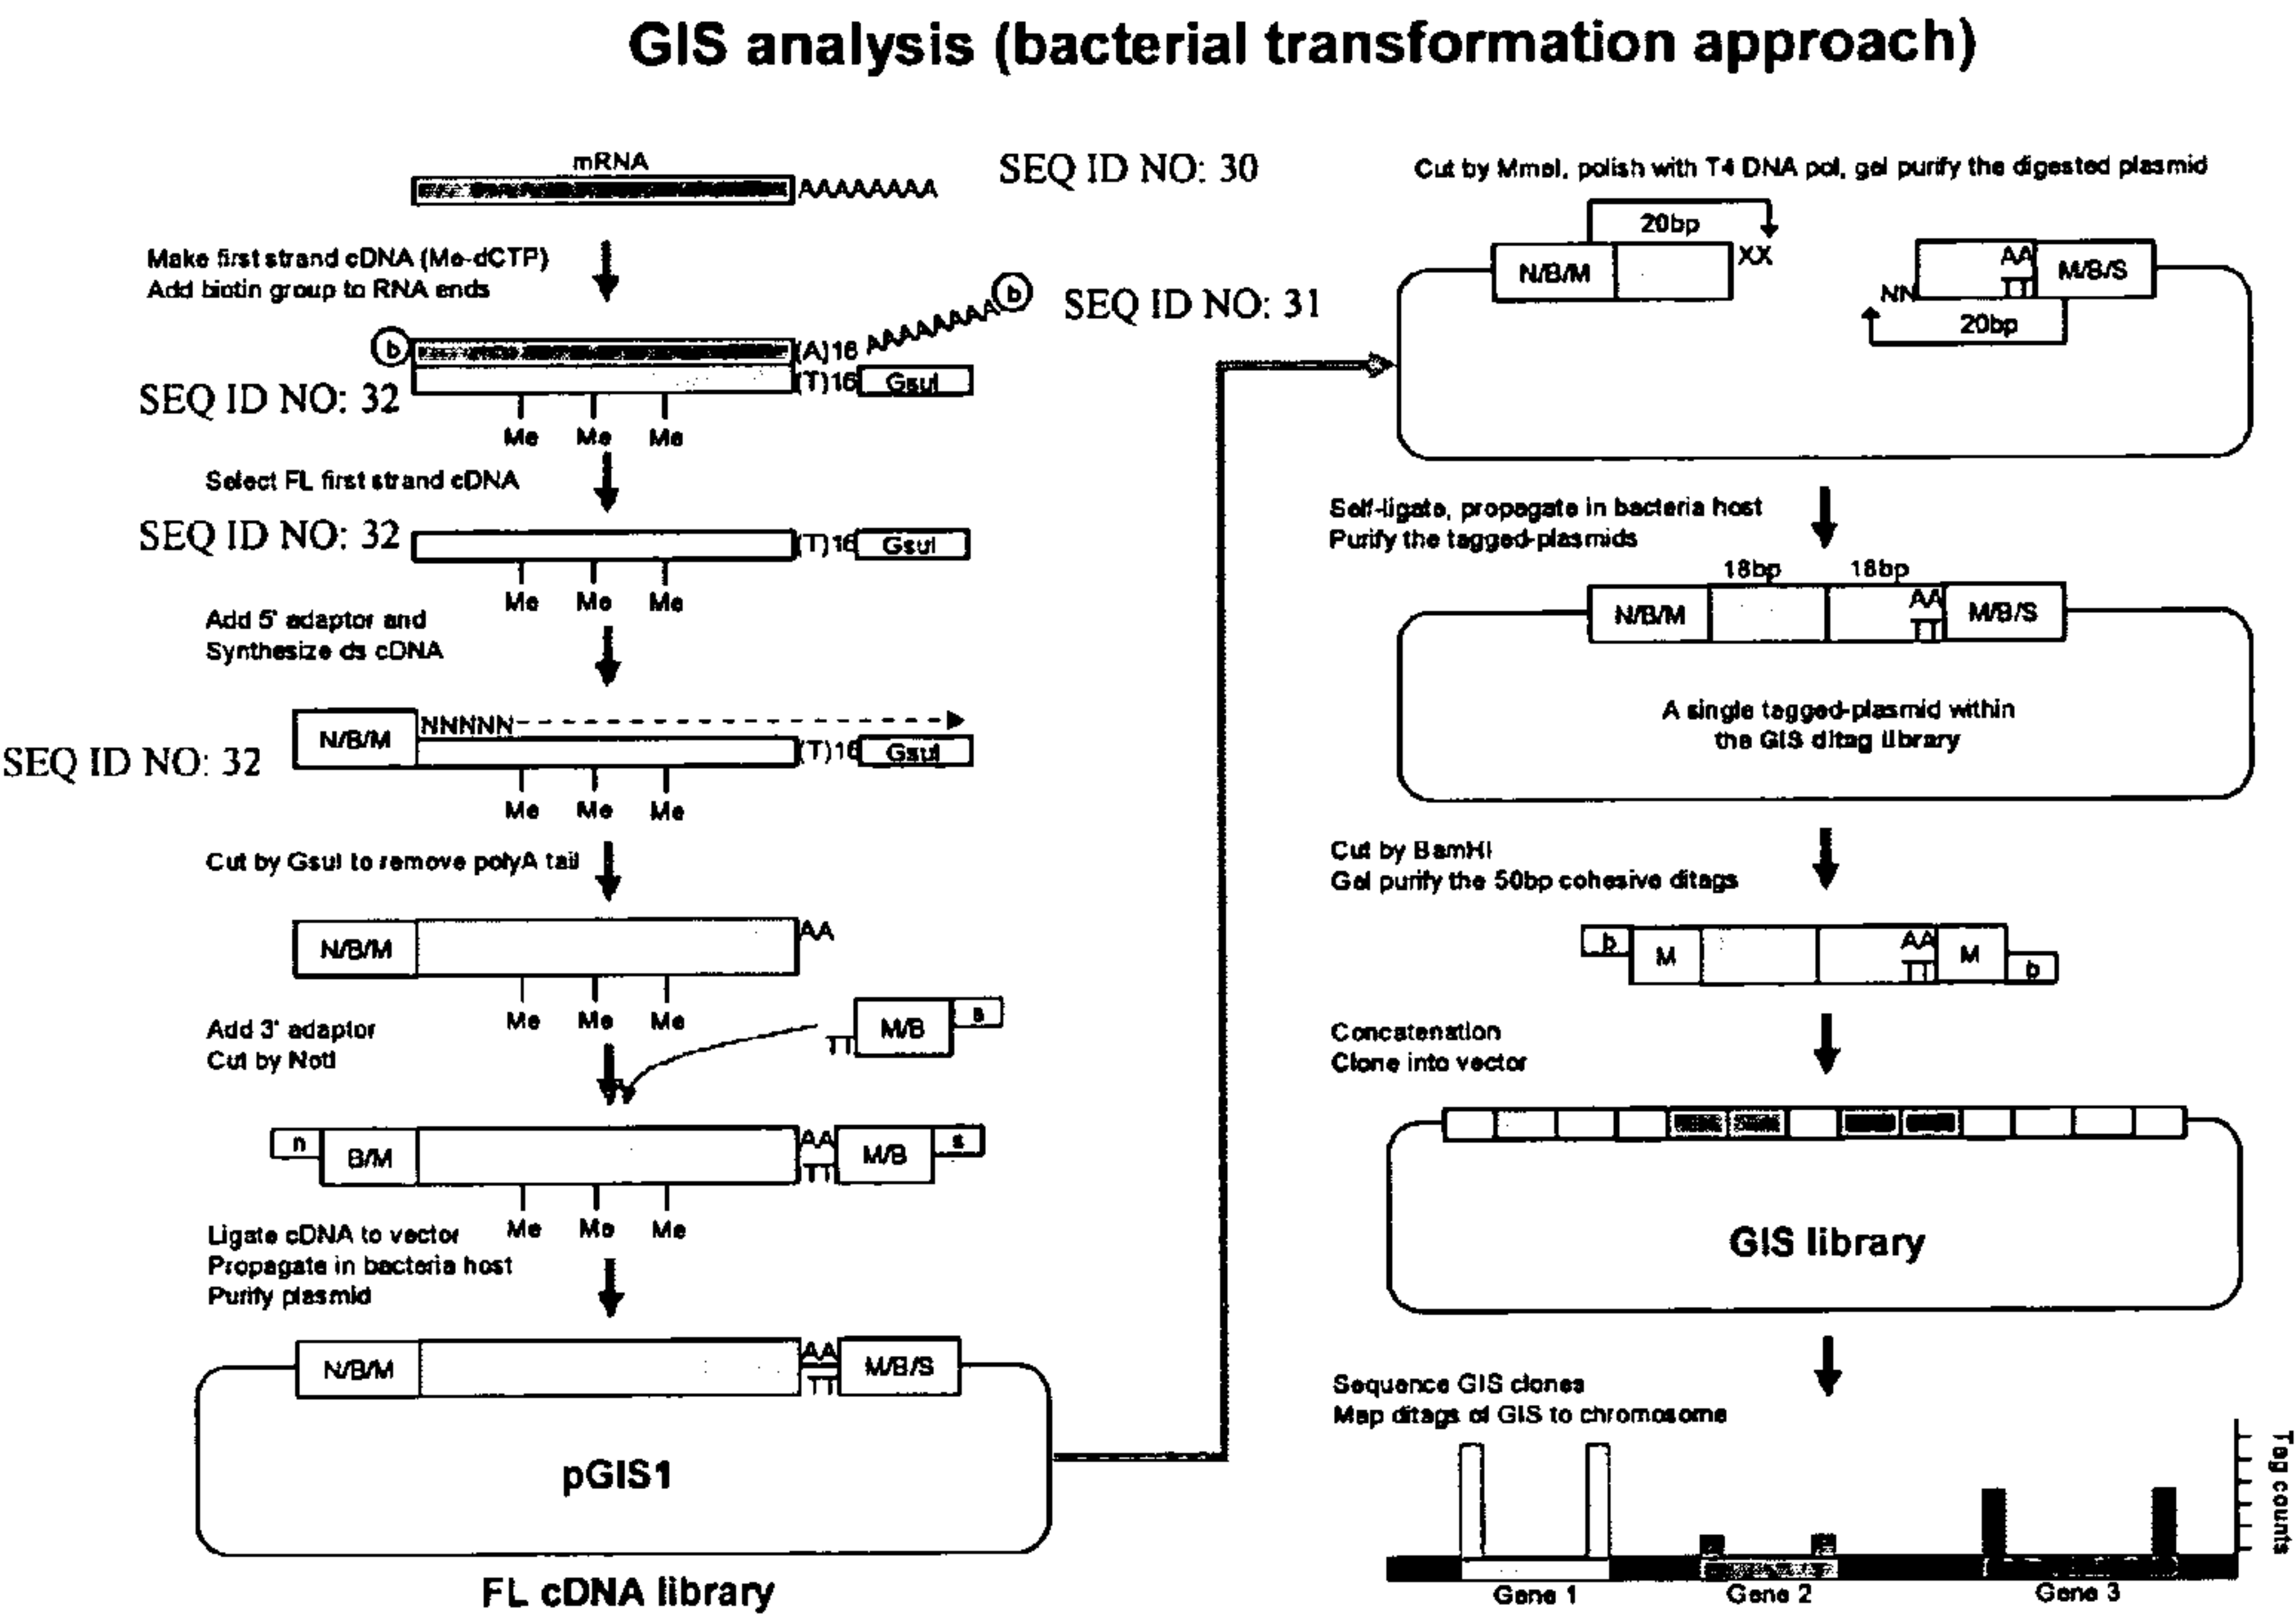 GIS analysis (bacterial transformation approach)
mRNA
AAAAAAAA
SEQ ID NO: 30
Make first strand cDNA (Me-dCTP)
Add biotin group to RNA ends
b
(A)16
AAAAAAAA
b
SEQ ID NO: 31
(T)16
GsuI
SEQ ID NO: 32
Me Me Me
Select FL first strand cDNA
SEQ ID NO: 32
(T)16
GsuI
Me Me Me
Add 5' adaptor and
Synthesize ds cDNA
N/B/M
NNNNN
(T)16
GsuI
SEQ ID NO: 32
Me Me Me
Cut by GsuI to remove polyA tail
N/B/M
AA
Me Me Me
Add 3' adaptor
Cut by NotI
TT
M/B
s
n
B/M
AA
TT
M/B
s
Me Me Me
Ligate cDNA to vector
Propagate in bacteria host
Purify plasmid
N/B/M
AA
TT
M/B/S
pGIS1
FL cDNA library
Cut by MmeI, polish with T4 DNA pol, gel purify the digested plasmid
20bp
N/B/M
XX
NN
AA
TT
M/B/S
20bp
Self-ligate, propagate in bacteria host
Purify the tagged-plasmids
18bp 18bp
N/B/M
AA
TT
M/B/S
A single tagged-plasmid within
the GIS ditag library
Cut by BamHI
Gel purify the 50bp cohesive ditags
b
M
AA
TT
M
b
Concatenation
Clone into vector
GIS library
Sequence GIS clones
Map ditags of GIS to chromosome
Tag counts
Gene 1 Gene 2 Gene 3